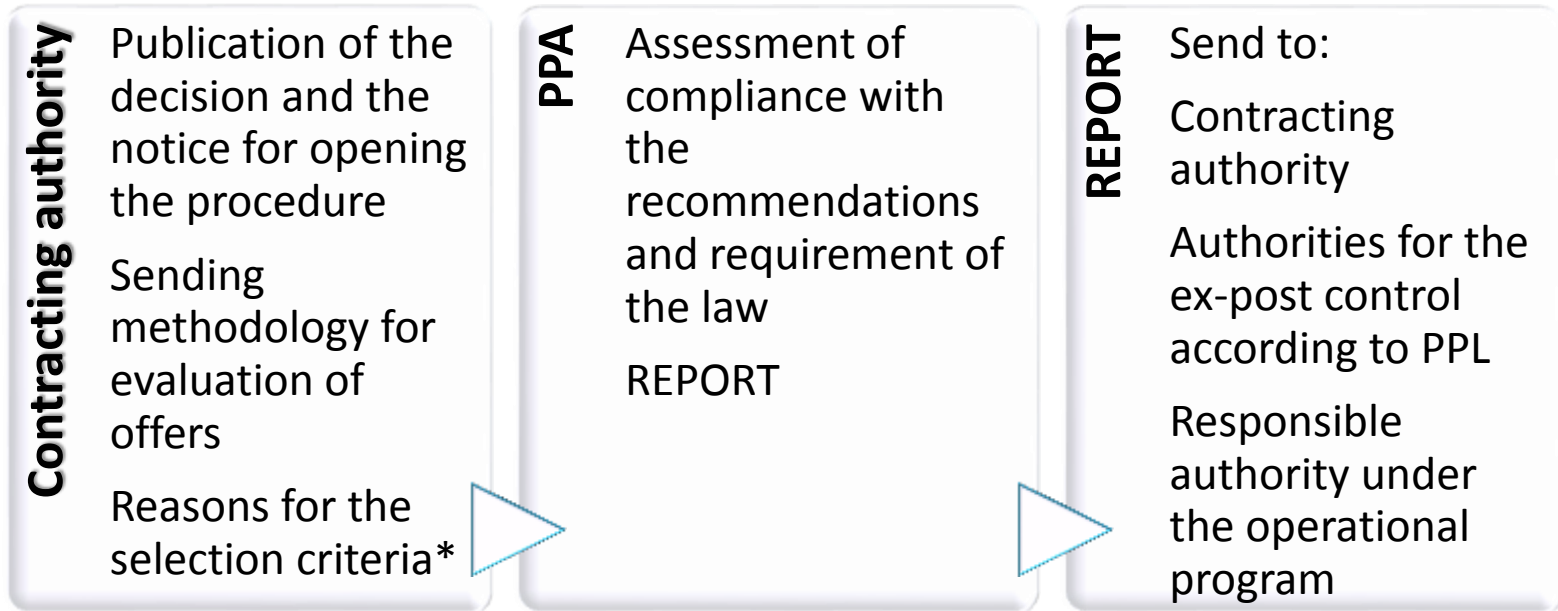 Contracting authority
Publication of the
decision and the
notice for opening
the procedure
Sending
methodology for
evaluation of
offers
Reasons for the
selection criteria*
PPA
Assessment of
compliance with
the
recommendations
and requirement of
the law
REPORT
REPORT
Send to:
Contracting
authority
Authorities for the
ex-post control
according to PPL
Responsible
authority under
the operational
program